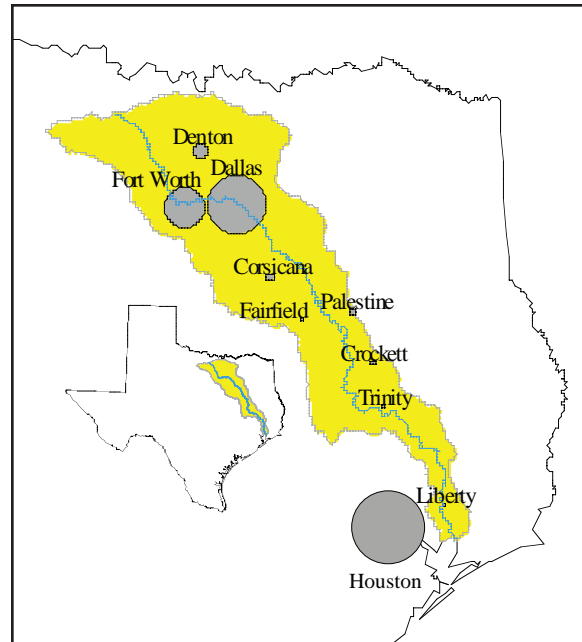 Denton
Fort Worth
Dallas
Corsicana
Fairfield
Palestine
Crockett
Trinity
Liberty
Houston